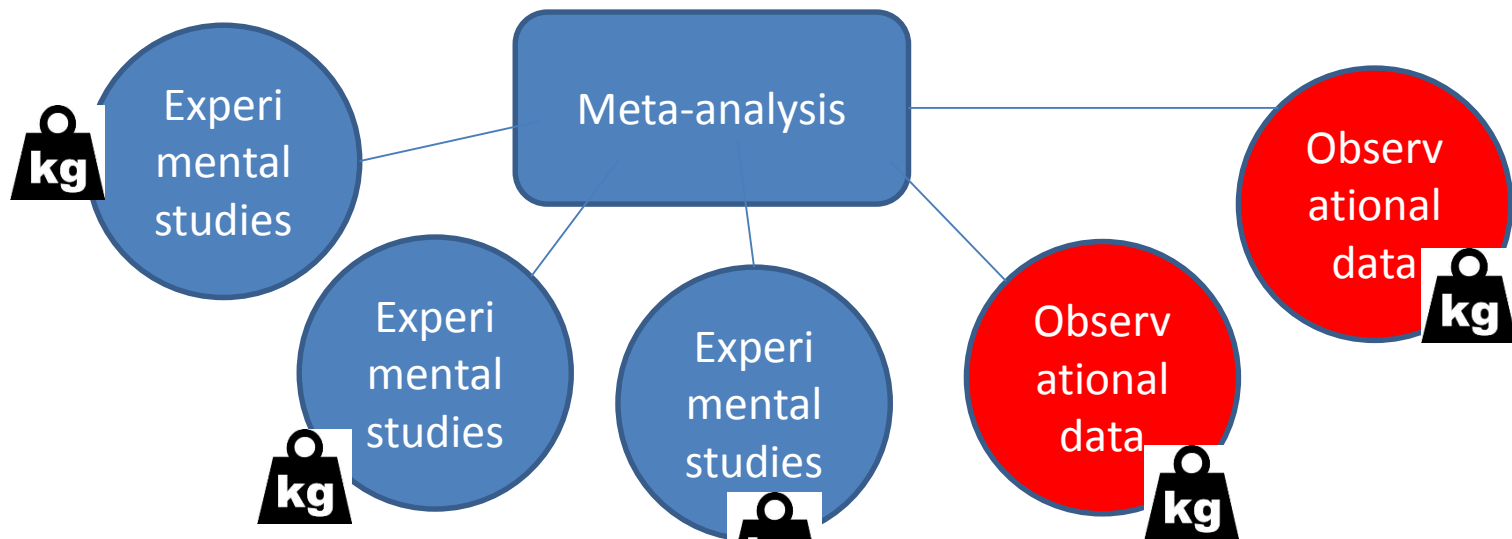 Meta-analysis
Experi
mental
studies
kg
Experi
mental
studies
kg
Experi
mental
studies
Observ
ational
data
kg
Observ
ational
data
kg